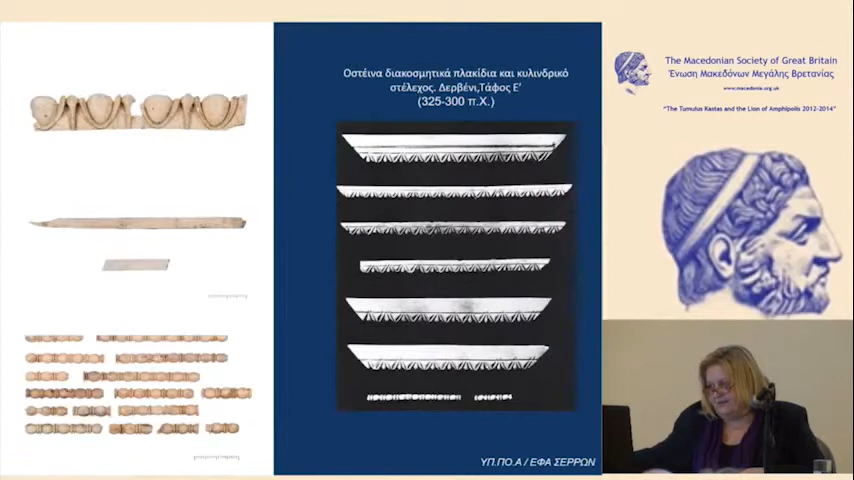 Οστέινα διακοσμητικά πλακίδια και κυλινδρικό
στέλεχος. Δερβένι,Τάφος Ε'
(325-300 π.Χ.)
ΥΠ.ΠΟ.Α / ΕΦΑ ΣΕΡΡΩΝ
The Macedonian Society of Great Britain
Ένωση Μακεδόνων Μεγάλης Βρετανίας
www.macedonia.org.uk
"The Tumulus Kastas and the Lion of Amphipolis 2012-2014"